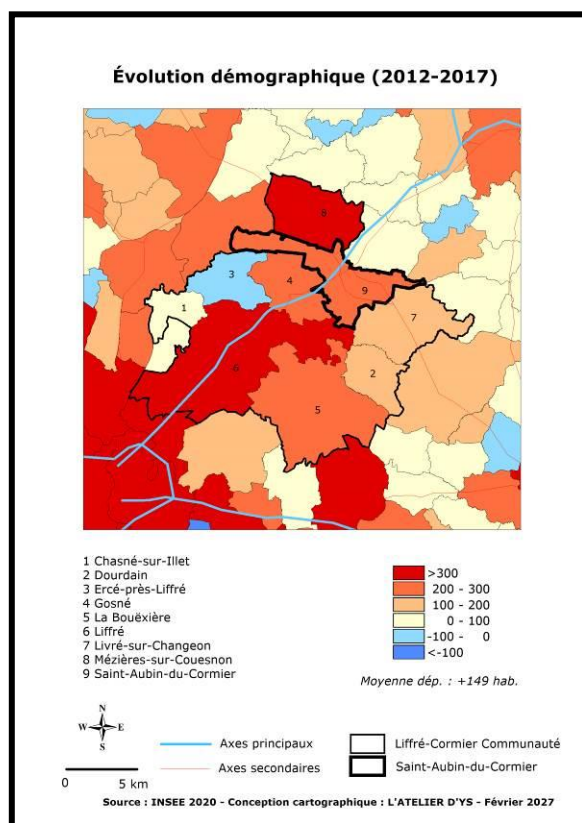 Évolution démographique (2012-2017)
8
3
4
9
1
7
6
2
5
1 Chasné-sur-Illet
2 Dourdain
3 Ercé-près-Liffré
4 Gosné
5 La Bouëxière
6 Liffré
7 Livré-sur-Changeon
8 Mézières-sur-Couesnon
9 Saint-Aubin-du-Cormier
>300
200 - 300
100 - 200
0 - 100
-100 - 0
<-100
Moyenne dép. : +149 hab.
N
W E
S
0 5 km
Axes principaux
Axes secondaires
Liffré-Cormier Communauté
Saint-Aubin-du-Cormier
Source : INSEE 2020 - Conception cartographique : L'ATELIER D'YS - Février 2027